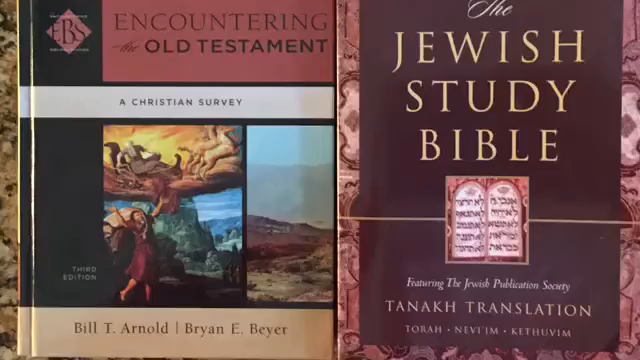 EBS
ENCOUNTERING
the OLD TESTAMENT
A CHRISTIAN SURVEY
THIRD
EDITION
Bill T. Arnold | Bryan E. Beyer
The
JEWISH
STUDY
BIBLE
Featuring The Jewish Publication Society
TANAKH TRANSLATION
TORAH • NEVI'IM • KETHUVIM